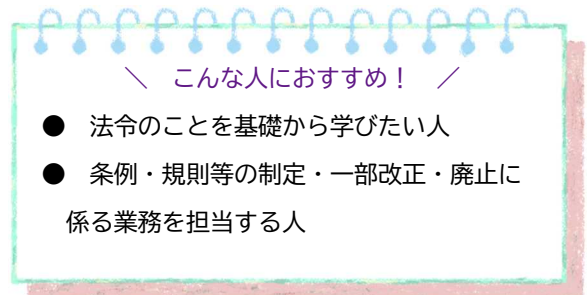 ＼　こんな人におすすめ！　／
●　法令のことを基礎から学びたい人
●　条例・規則等の制定・一部改正・廃止に
係る業務を担当する人